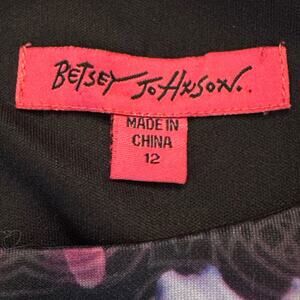 BETSEY JOHNSON.
MADE IN
CHINA
12